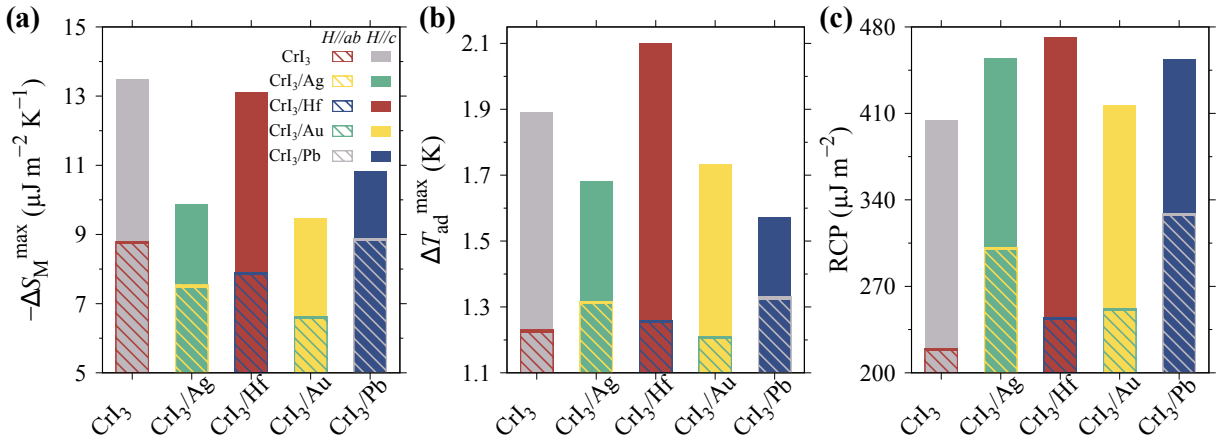 (a)
−ΔS_M^max (μJ m−2 K−1)
15
13
11
9
7
5
H//ab H//c
CrI3
CrI3/Ag
CrI3/Hf
CrI3/Au
CrI3/Pb
CrI3
CrI3/Ag
CrI3/Hf
CrI3/Au
CrI3/Pb
(b)
ΔT_ad^max (K)
2.1
1.9
1.7
1.5
1.3
1.1
CrI3
CrI3/Ag
CrI3/Hf
CrI3/Au
CrI3/Pb
(c)
RCP (μJ m−2)
480
410
340
270
200
CrI3
CrI3/Ag
CrI3/Hf
CrI3/Au
CrI3/Pb